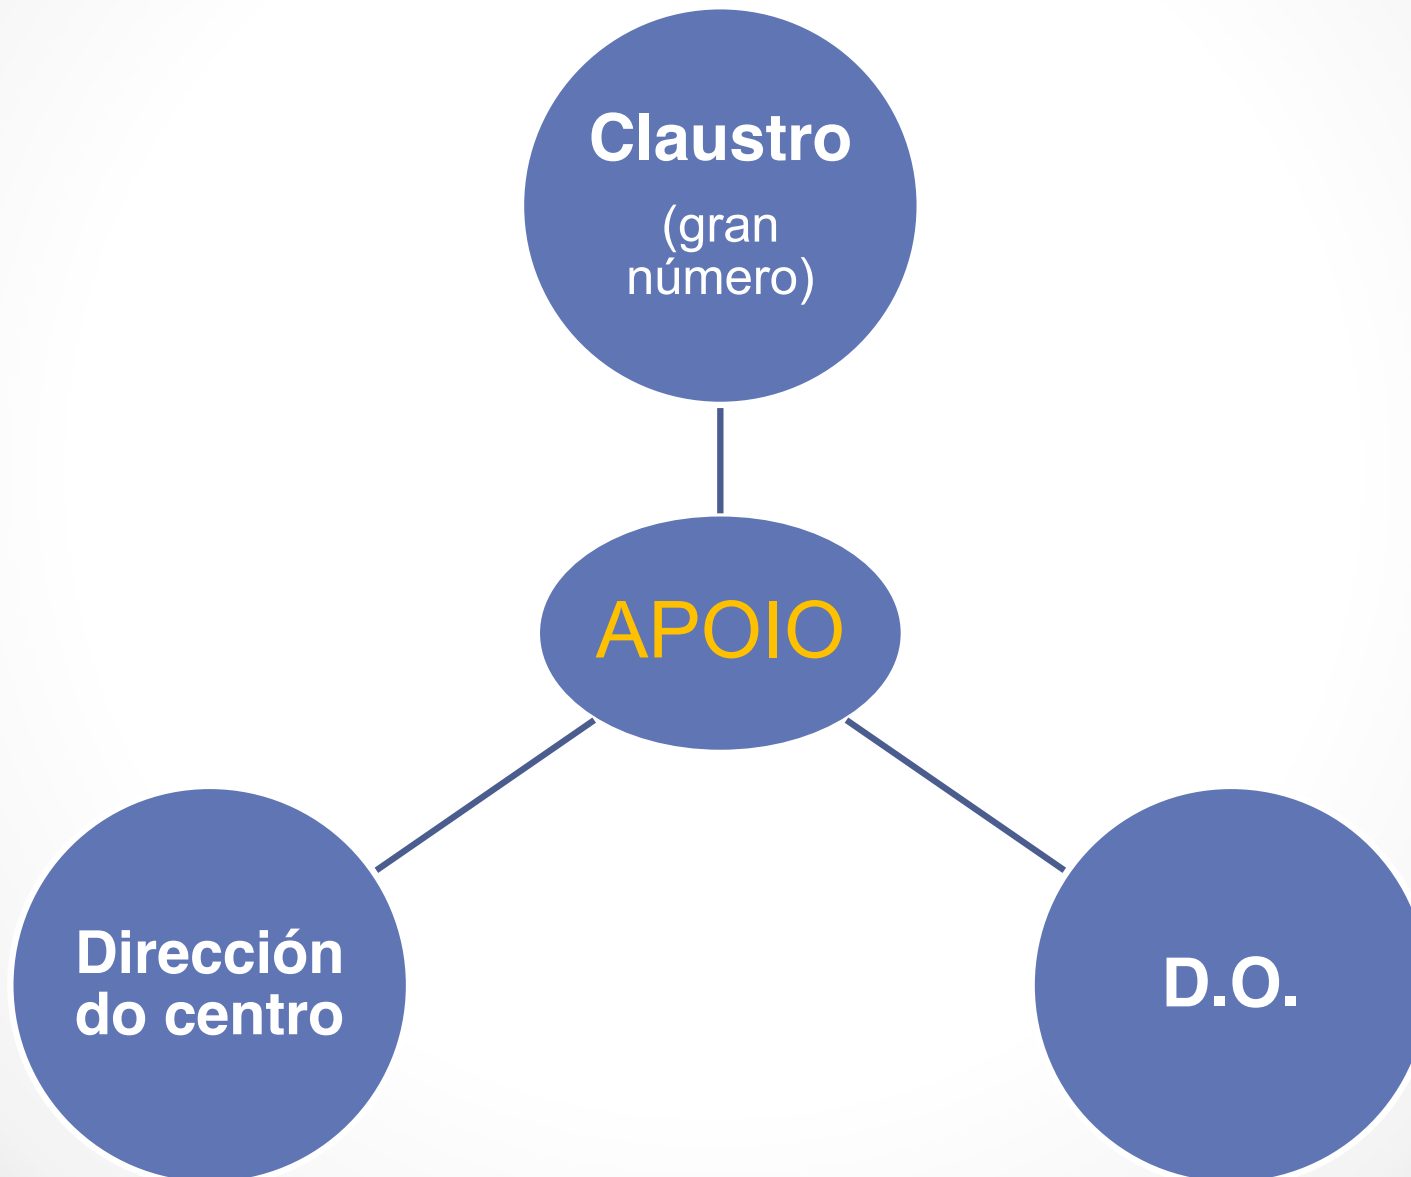 Claustro
(gran
número)
APOIO
Dirección
do centro
D.O.